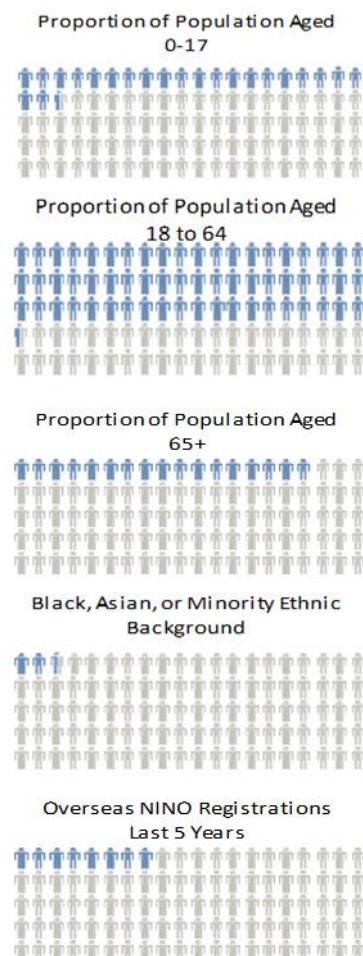 Proportion of Population Aged
0-17
Proportion of Population Aged
18 to 64
Proportion of Population Aged
65+
Black, Asian, or Minority Ethnic
Background
Overseas NINO Registrations
Last 5 Years